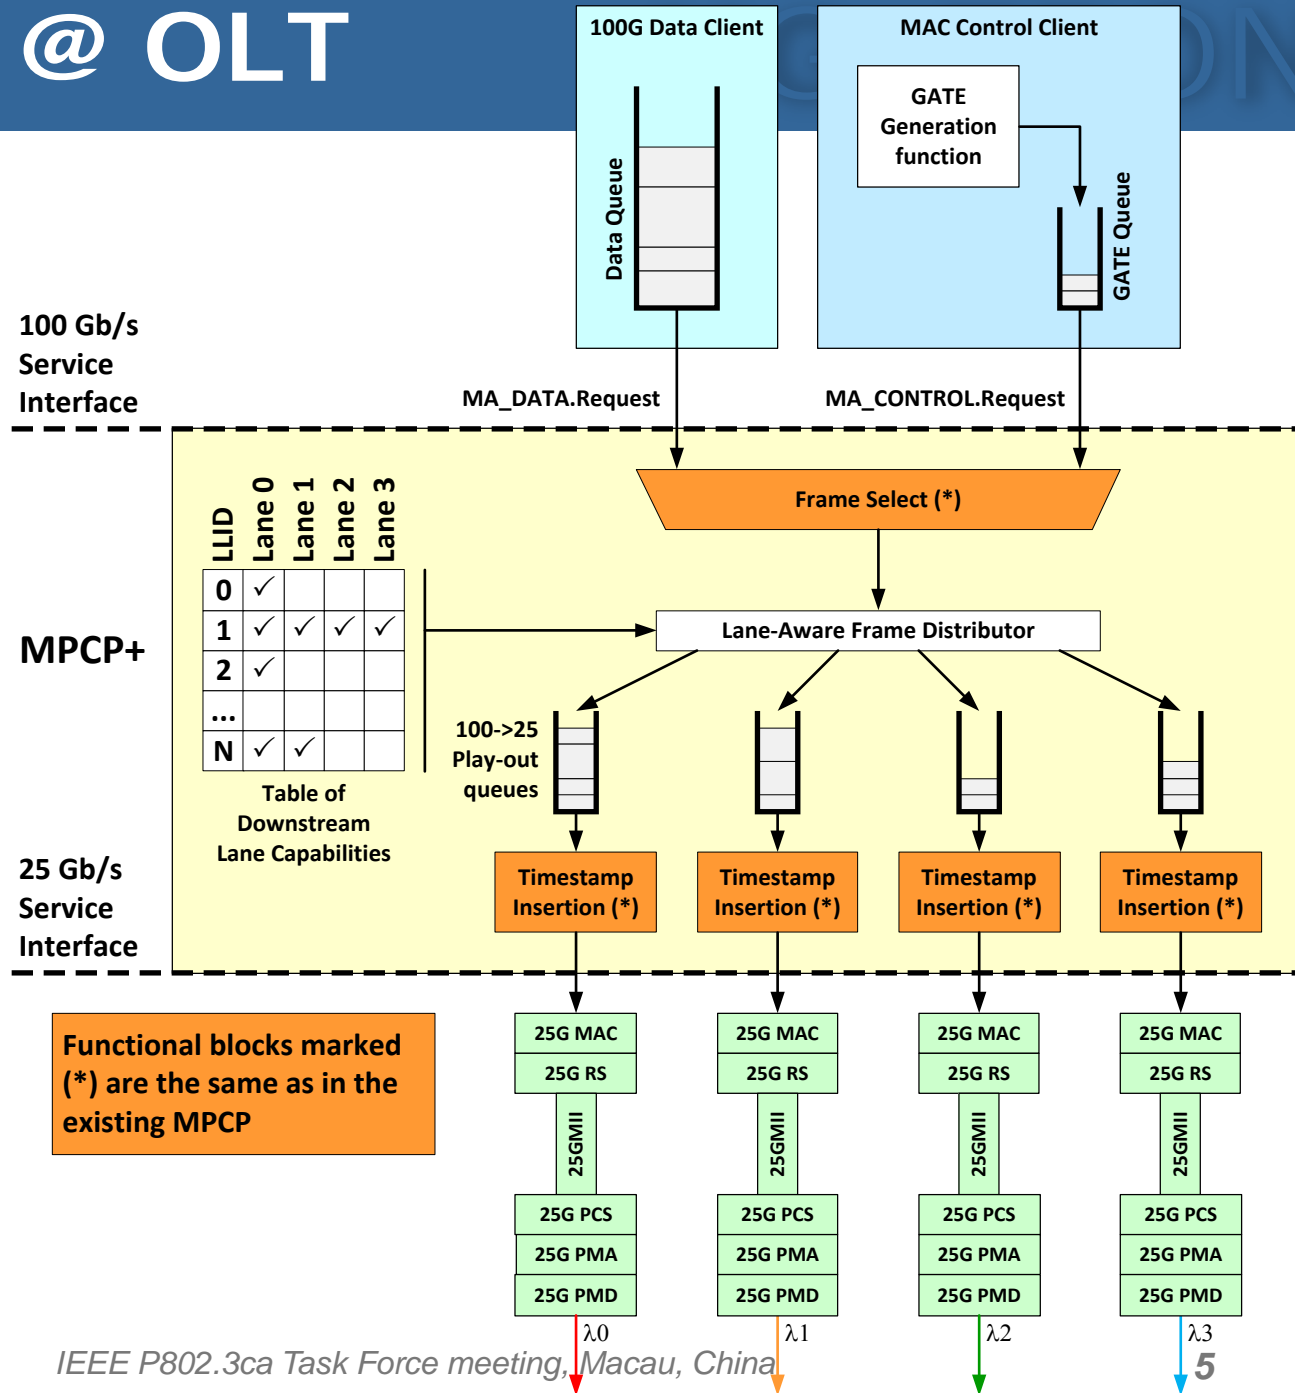 @ OLT
100G Data Client
MAC Control Client
GATE
Generation
function
Data Queue
GATE Queue
100 Gb/s
Service
Interface
MA_DATA.Request
MA_CONTROL.Request
Frame Select (*)
LLID
Lane 0
Lane 1
Lane 2
Lane 3
0 ✓
1 ✓ ✓ ✓ ✓
2 ✓
...
N ✓ ✓
MPCP+
Lane-Aware Frame Distributor
100->25
Play-out
queues
Table of
Downstream
Lane Capabilities
25 Gb/s
Service
Interface
Timestamp
Insertion (*)
Timestamp
Insertion (*)
Timestamp
Insertion (*)
Timestamp
Insertion (*)
Functional blocks marked
(*) are the same as in the
existing MPCP
25G MAC
25G RS
25GMII
25G PCS
25G PMA
25G PMD
λ0
25G MAC
25G RS
25GMII
25G PCS
25G PMA
25G PMD
λ1
25G MAC
25G RS
25GMII
25G PCS
25G PMA
25G PMD
λ2
25G MAC
25G RS
25GMII
25G PCS
25G PMA
25G PMD
λ3
IEEE P802.3ca Task Force meeting, Macau, China
5